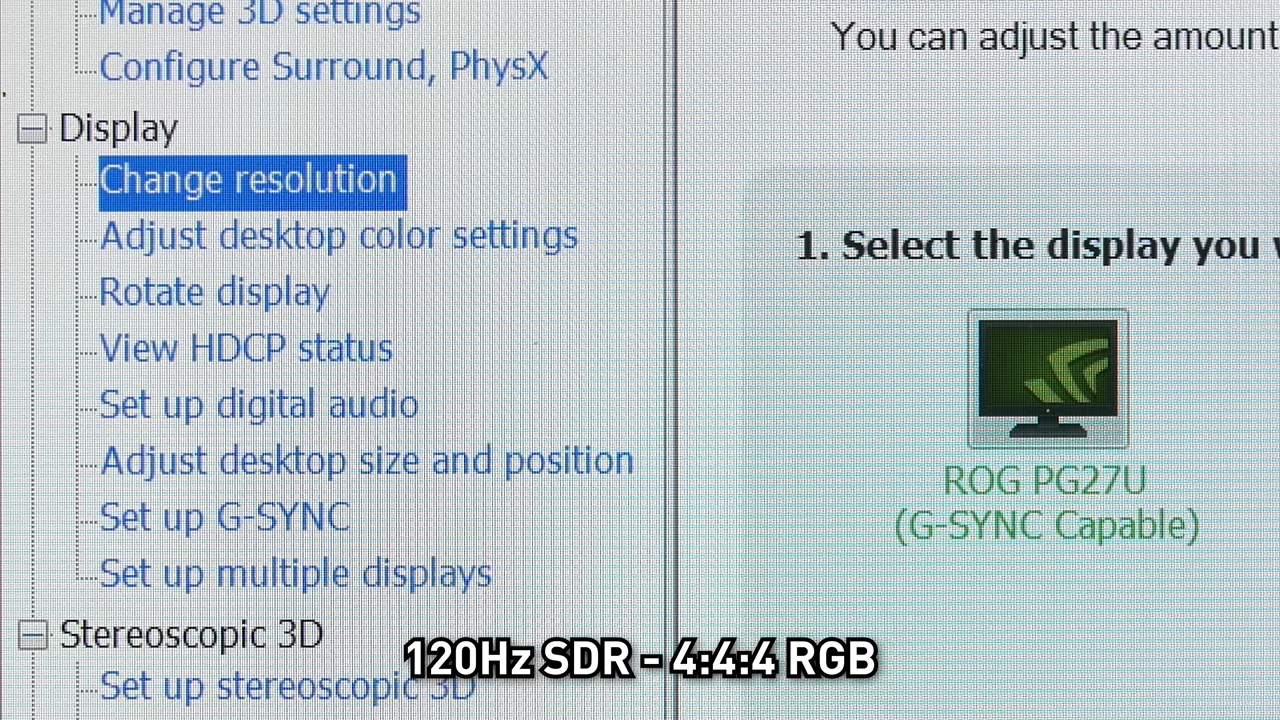 Manage 3D settings
Configure Surround, PhysX
Display
Change resolution
Adjust desktop color settings
Rotate display
View HDCP status
Set up digital audio
Adjust desktop size and position
Set up G-SYNC
Set up multiple displays
Stereoscopic 3D
Set up stereoscopic 3D
You can adjust the amount
1. Select the display you
ROG PG27U
(G-SYNC Capable)
120Hz SDR - 4:4:4 RGB